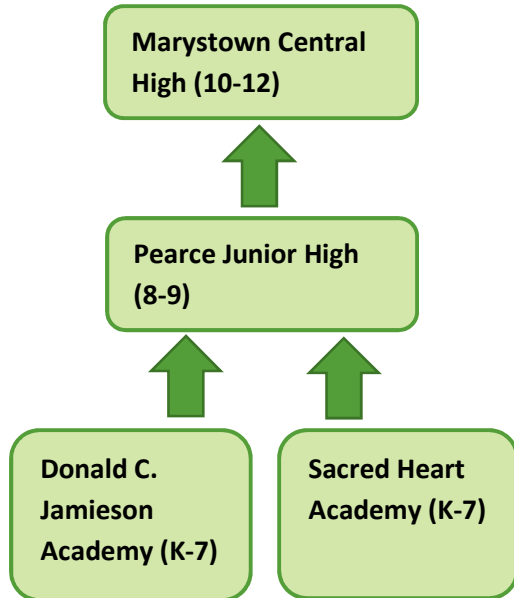 Marystown Central
High (10-12)
Pearce Junior High
(8-9)
Donald C.
Jamieson
Academy (K-7)
Sacred Heart
Academy (K-7)